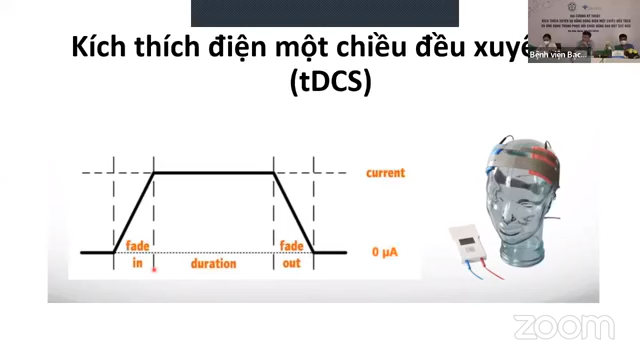 Kích thích điện một chiều đều
(tDCS)
Bệnh viện Bạc...
current
fade
in
duration
fade
out
0 µA
zoom